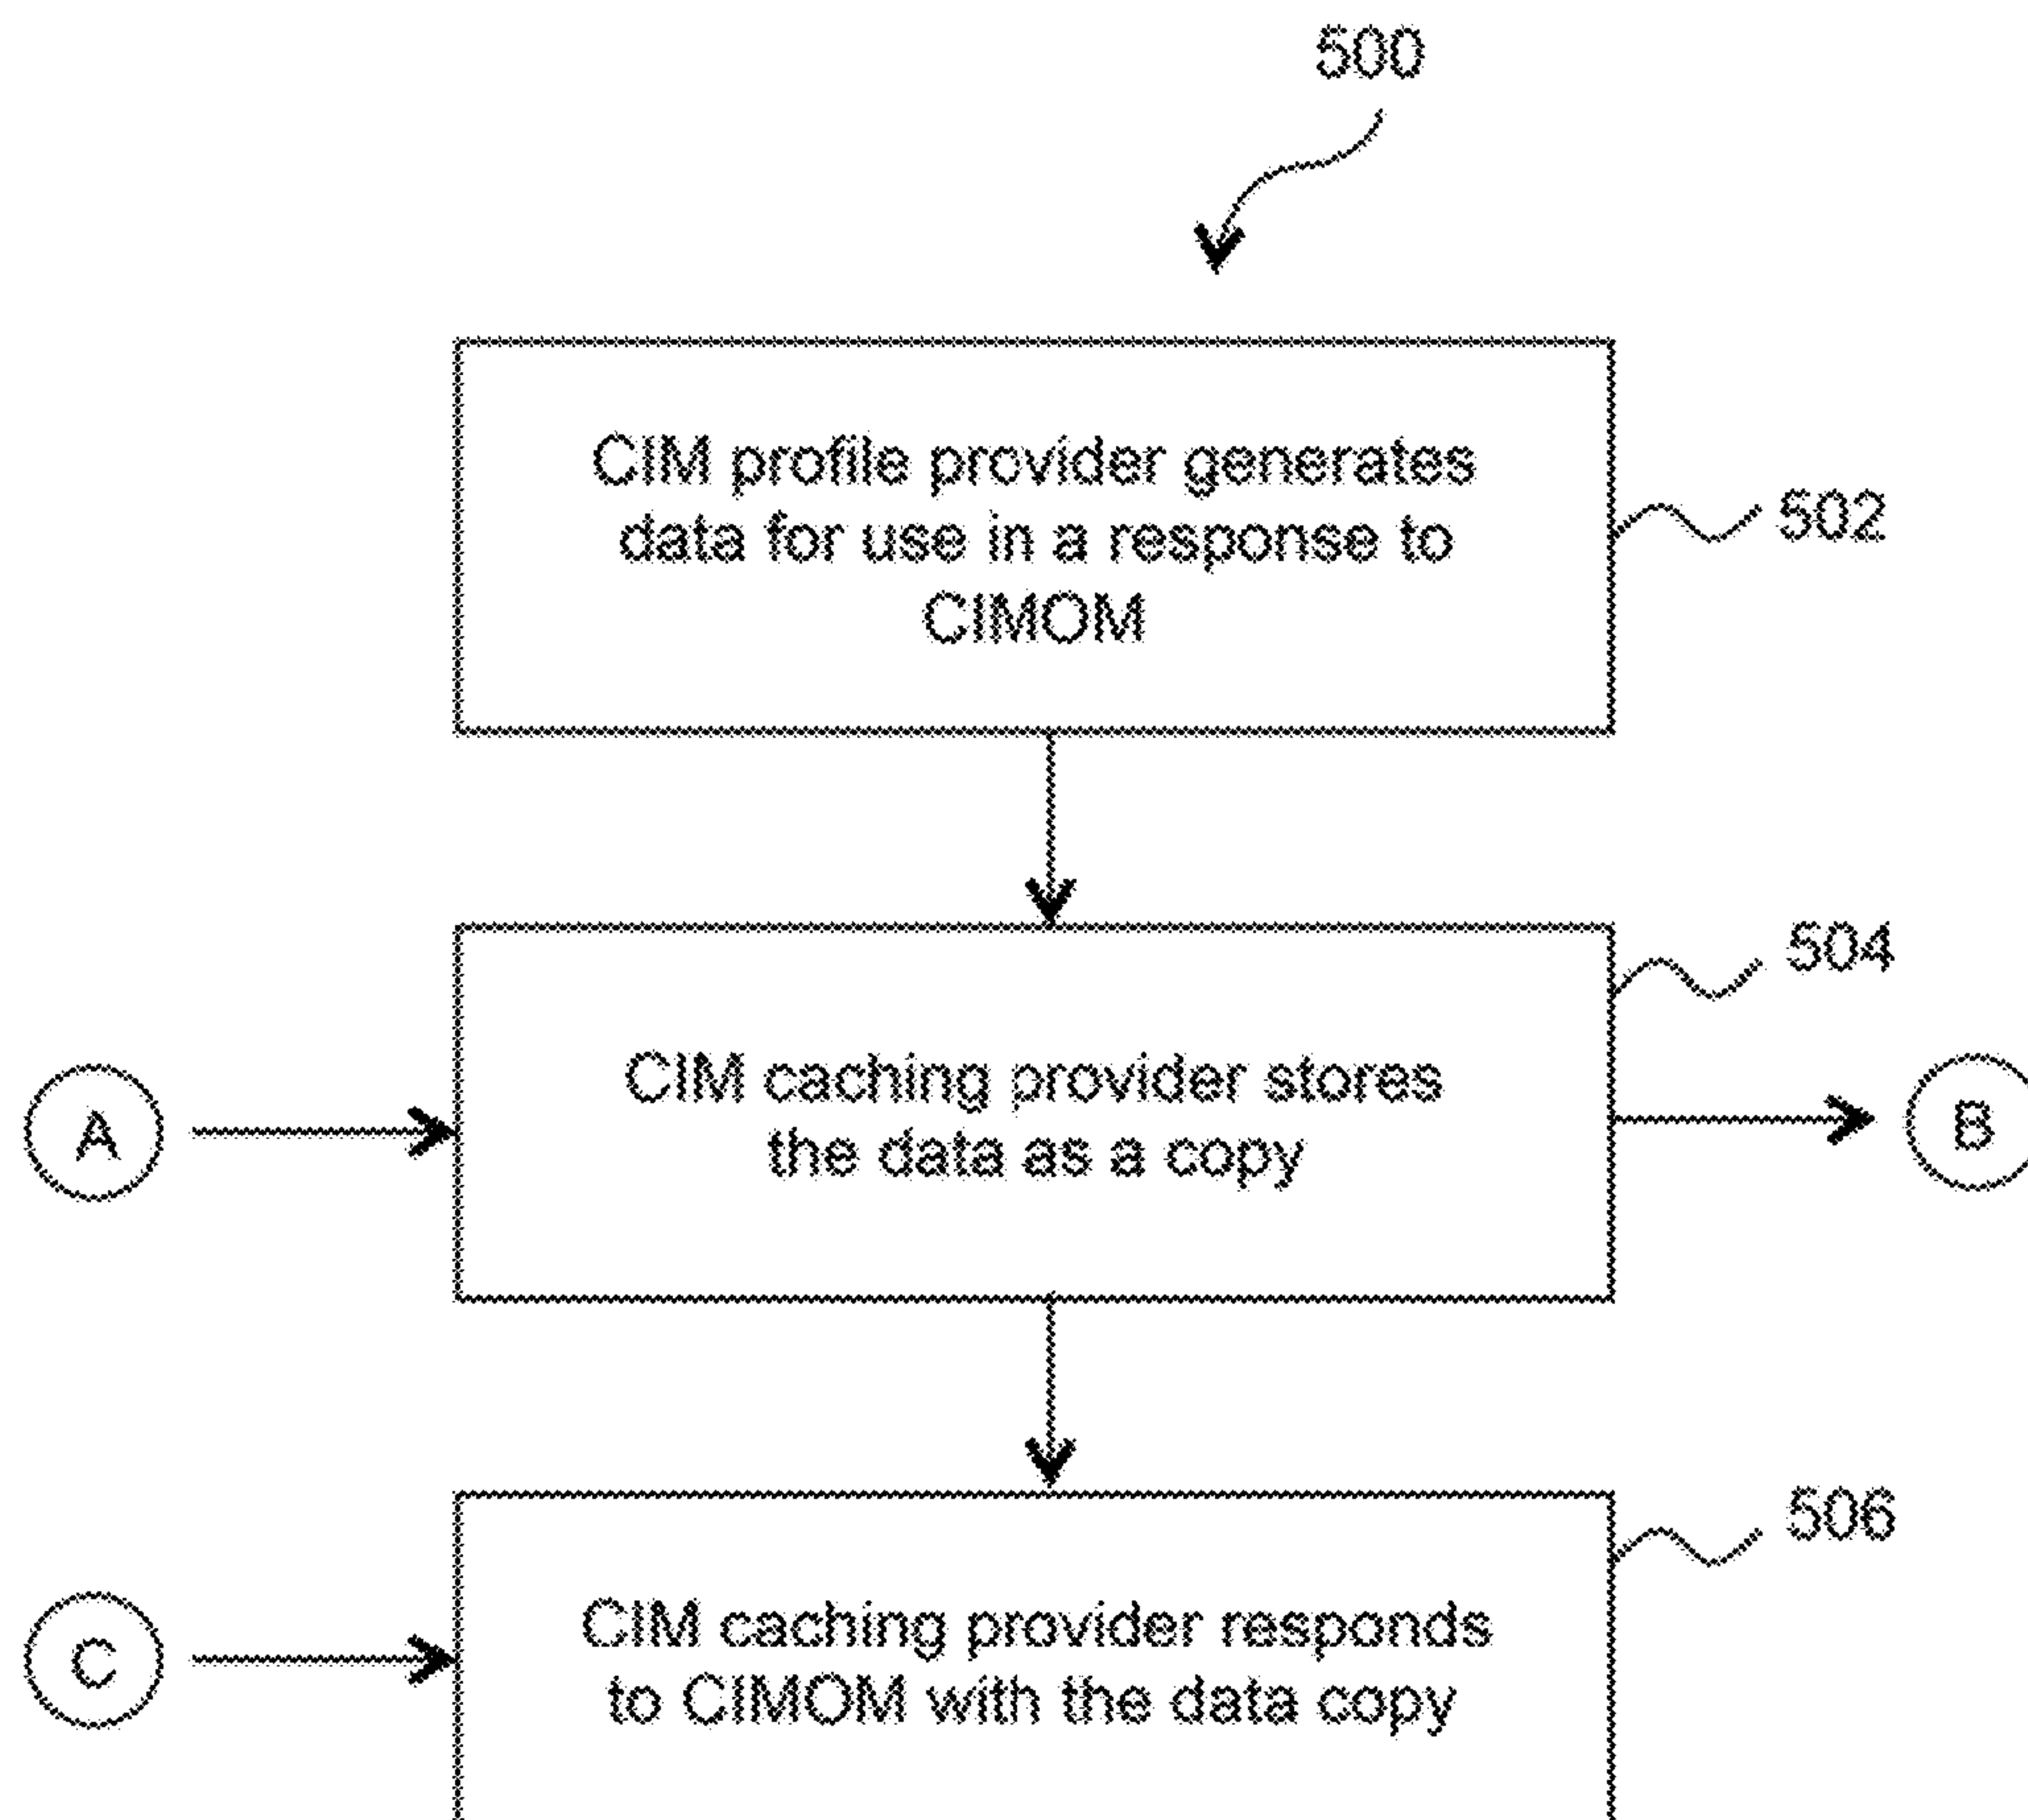 500
CIM profile provider generates
data for use in a response to
CIMOM
502
504
CIM caching provider stores
the data as a copy
A
B
506
CIM caching provider responds
to CIMOM with the data copy
C